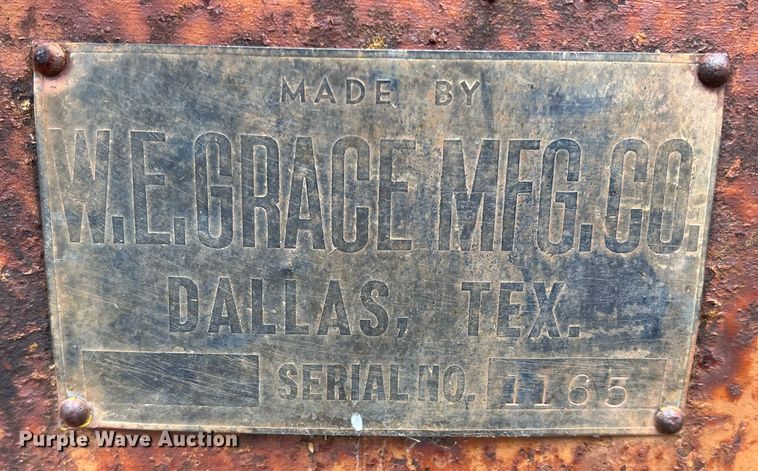 MADE BY
W.E.GRACE MFG.CO.
DALLAS, TEX.
SERIAL NO. 1165
Purple Wave Auction